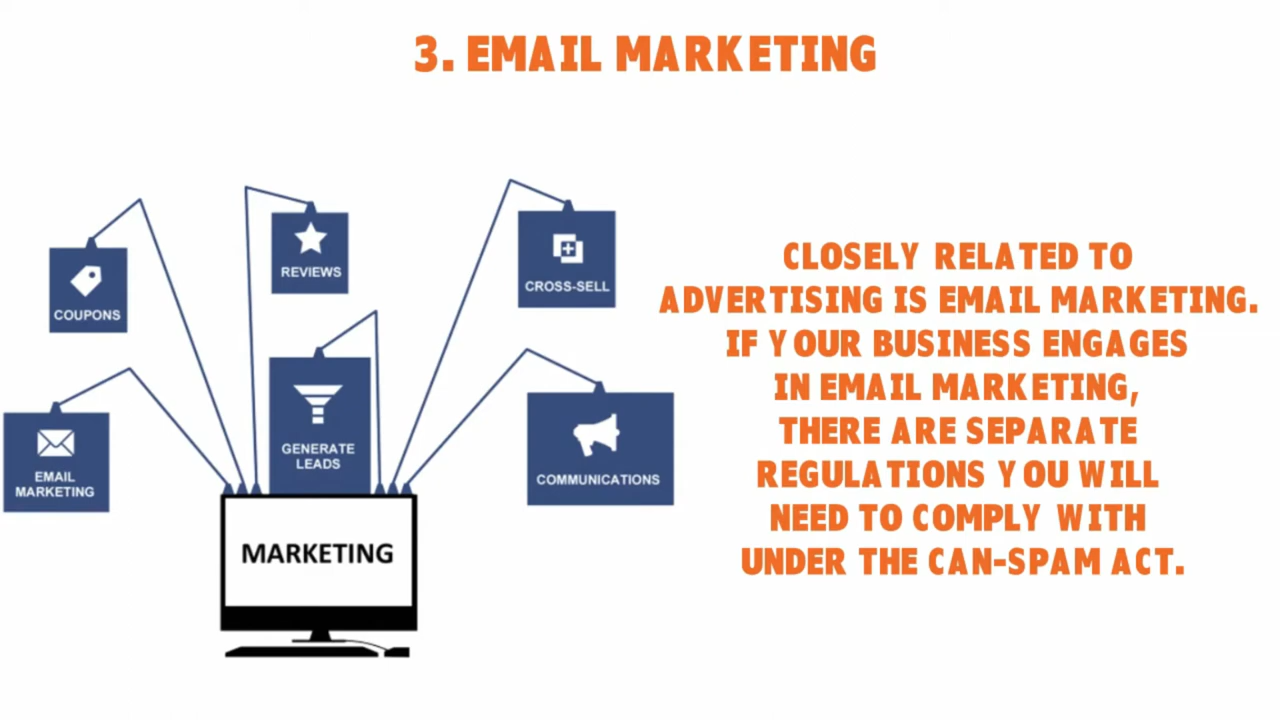 3. EMAIL MARKETING
COUPONS
REVIEWS
CROSS-SELL
EMAIL
MARKETING
GENERATE
LEADS
COMMUNICATIONS
MARKETING
CLOSELY RELATED TO
ADVERTISING IS EMAIL MARKETING.
IF YOUR BUSINESS ENGAGES
IN EMAIL MARKETING,
THERE ARE SEPARATE
REGULATIONS YOU WILL
NEED TO COMPLY WITH
UNDER THE CAN-SPAM ACT.